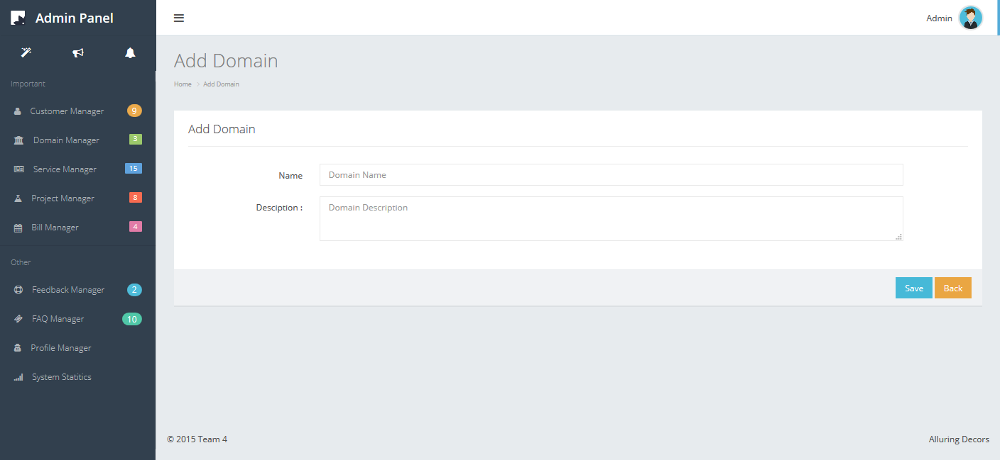 Admin Panel
Admin
Important
Customer Manager 9
Domain Manager 3
Service Manager 15
Project Manager 8
Bill Manager 4
Other
Feedback Manager 2
FAQ Manager 10
Profile Manager
System Statitics
Add Domain
Home > Add Domain
Add Domain
Name Domain Name
Desciption : Domain Description
Save Back
© 2015 Team 4
Alluring Decors